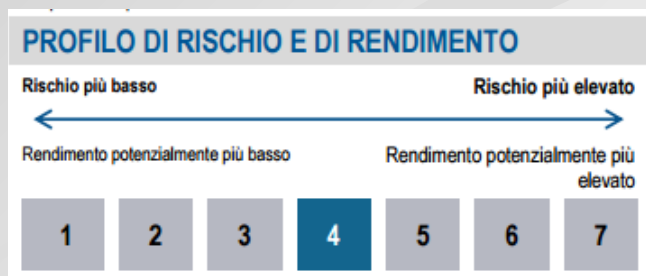 PROFILO DI RISCHIO E DI RENDIMENTO
Rischio più basso Rischio più elevato
Rendimento potenzialmente più basso Rendimento potenzialmente più
elevato
1 2 3 4 5 6 7